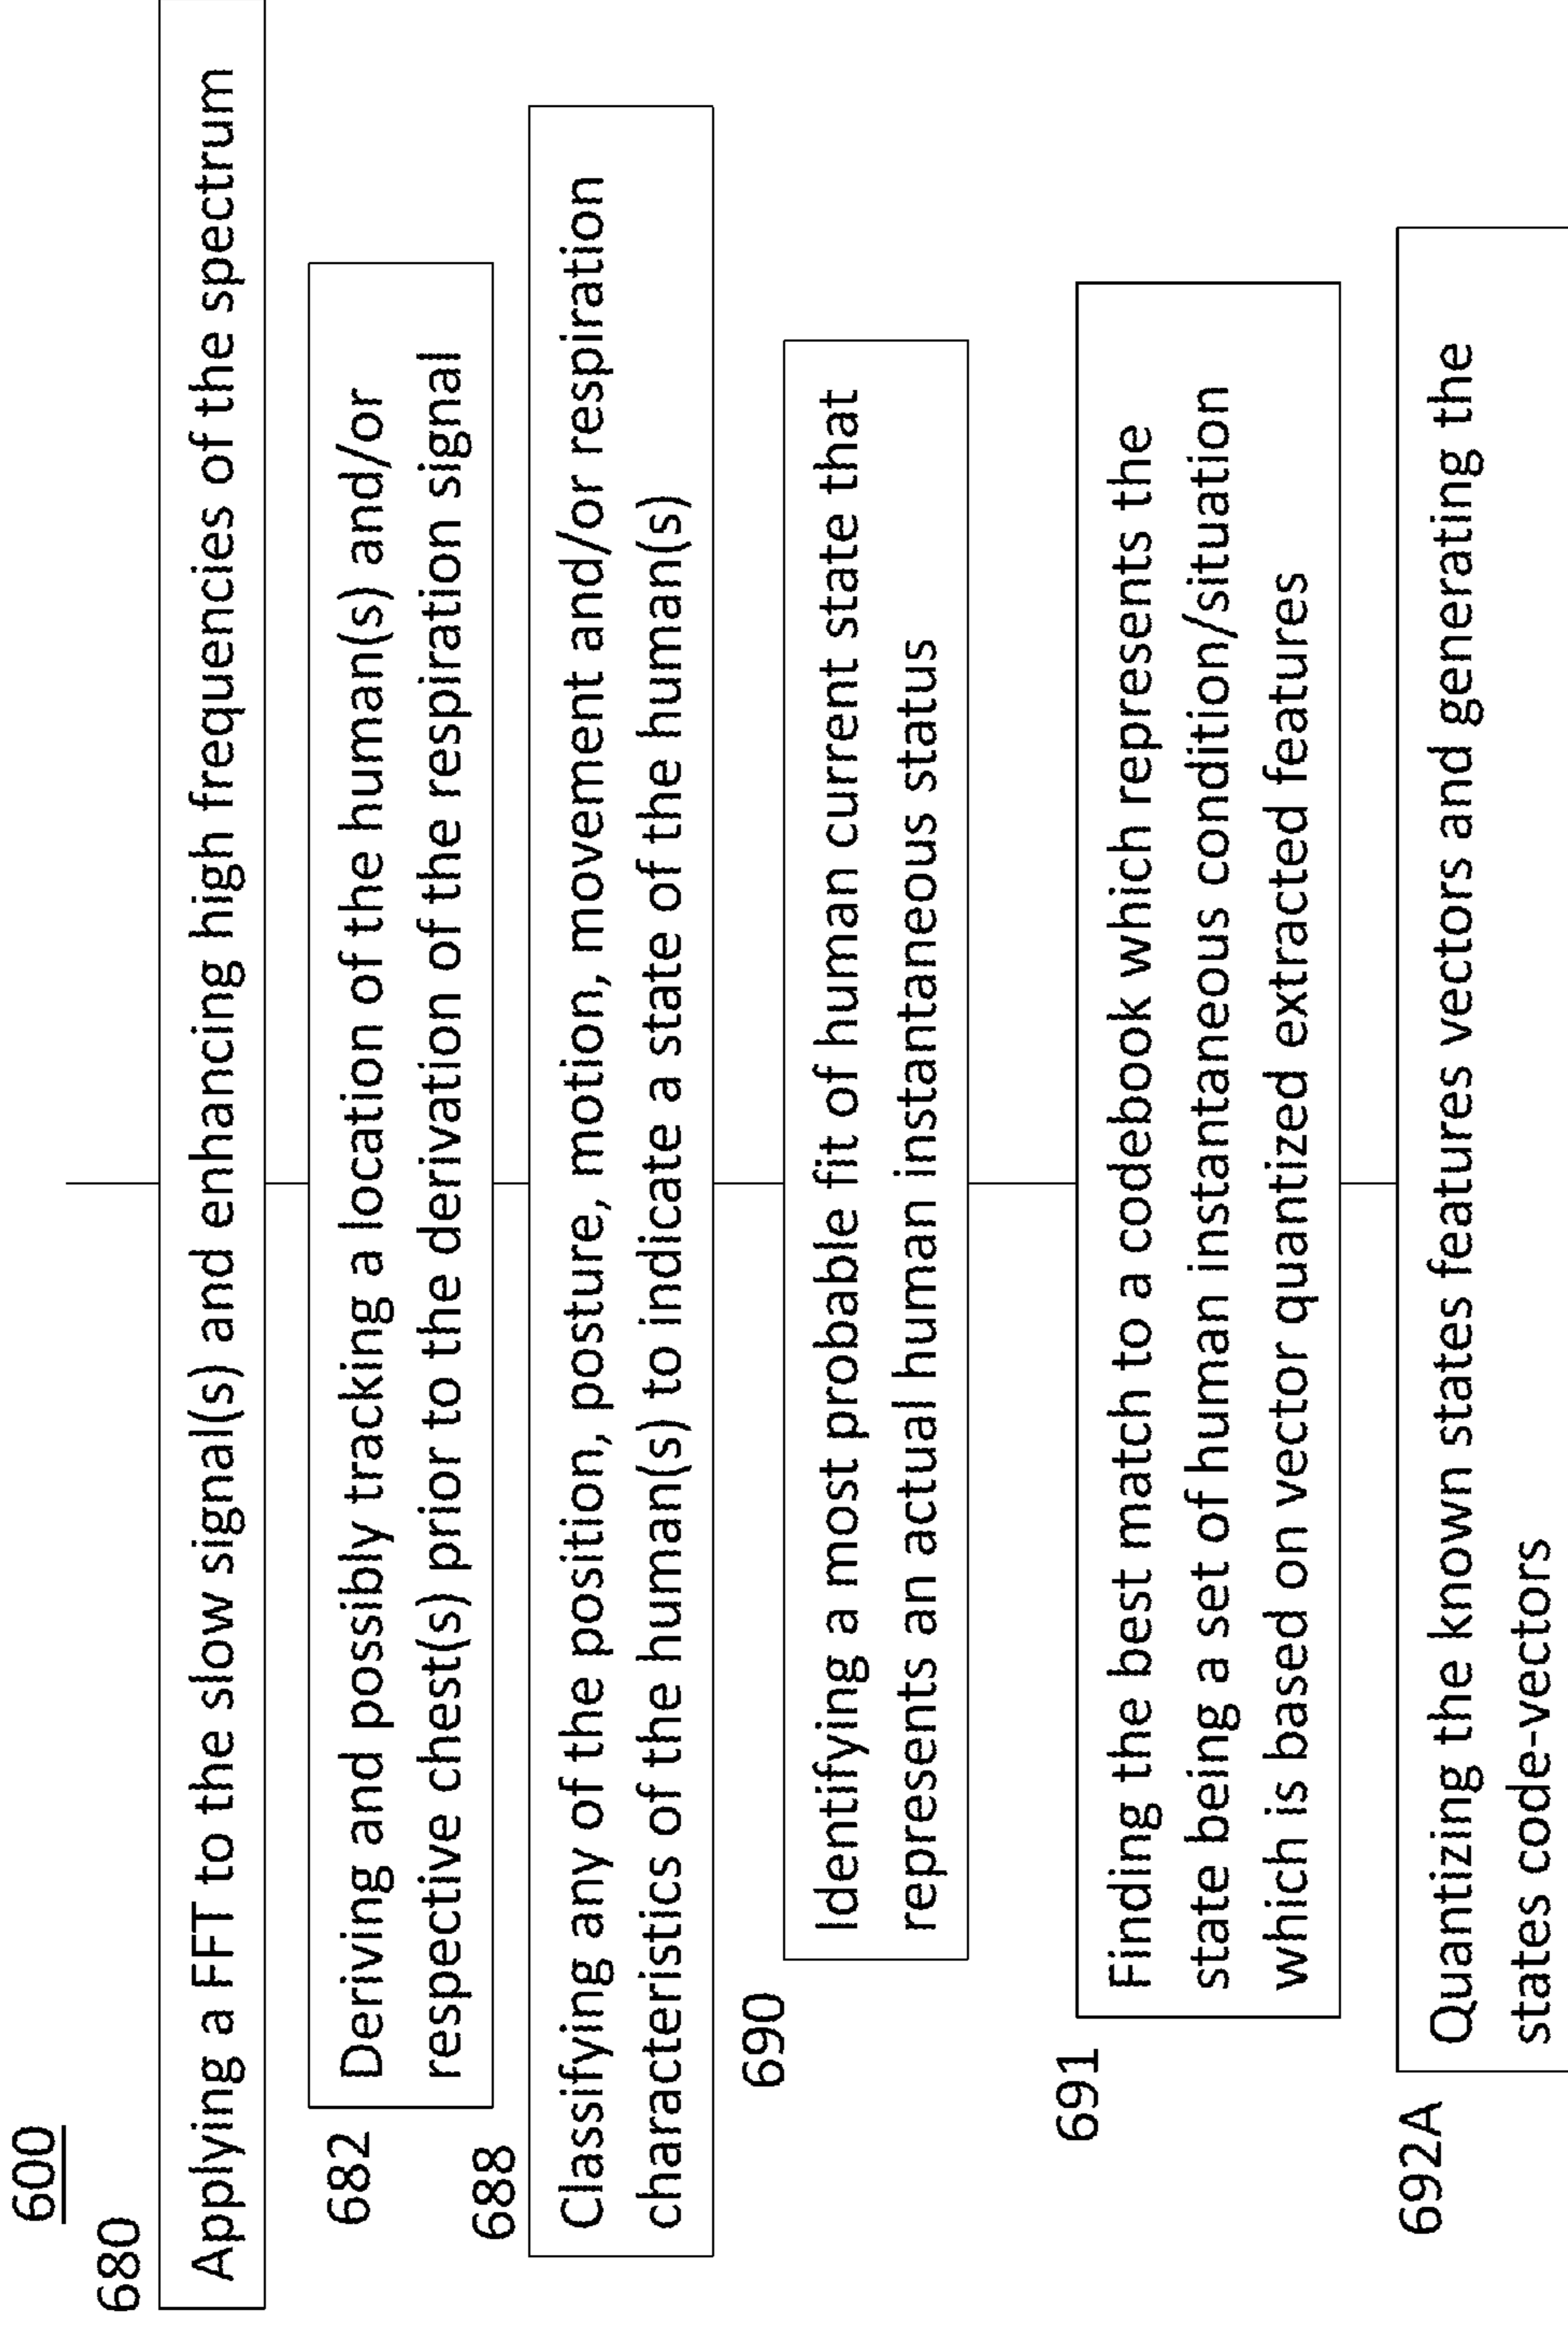 600
680
Applying a FFT to the slow signal(s) and enhancing high frequencies of the spectrum
682
Deriving and possibly tracking a location of the human(s) and/or
respective chest(s) prior to the derivation of the respiration signal
688
Classifying any of the position, posture, motion, movement and/or respiration
characteristics of the human(s) to indicate a state of the human(s)
690
Identifying a most probable fit of human current state that
represents an actual human instantaneous status
691
Finding the best match to a codebook which represents the
state being a set of human instantaneous condition/situation
which is based on vector quantized extracted features
692A
Quantizing the known states features vectors and generating the
states code-vectors